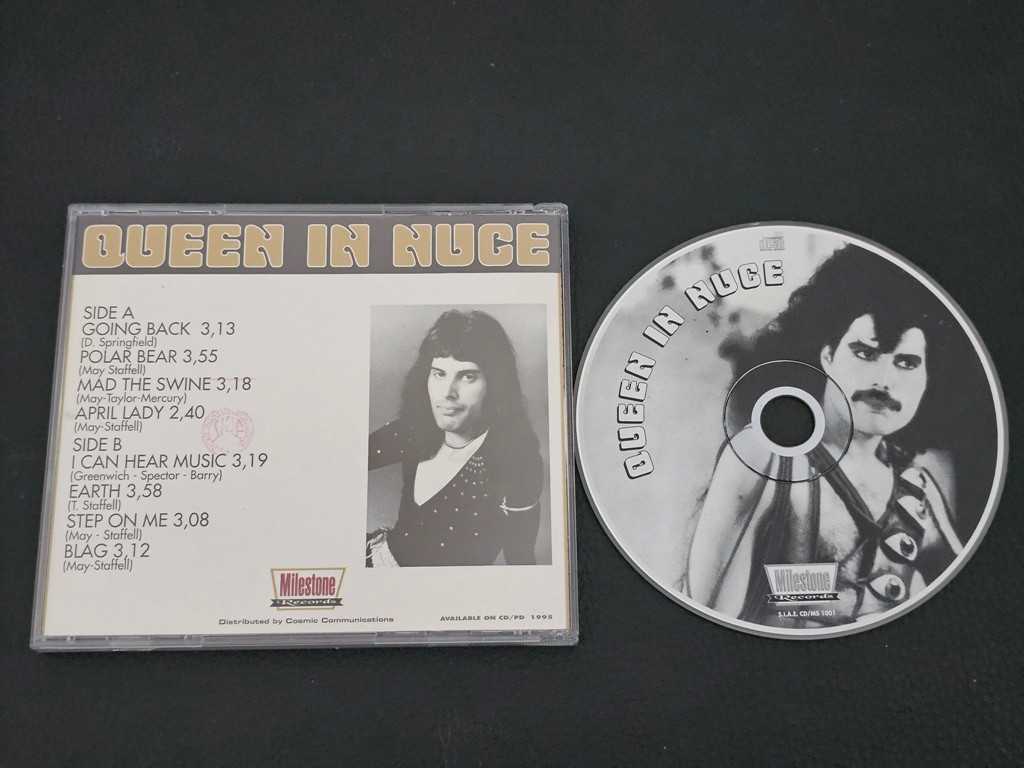 QUEEN IN NUCE
SIDE A
GOING BACK 3,13
(D. Springfield)
POLAR BEAR 3,55
(May Staffell)
MAD THE SWINE 3,18
(May-Taylor-Mercury)
APRIL LADY 2,40
(May-Staffell)
SIDE B
I CAN HEAR MUSIC 3,19
(Greenwich - Spector - Barry)
EARTH 3,58
(T. Staffell)
STEP ON ME 3,08
(May - Staffell)
BLAG 3,12
(May-Staffell)
Milestone
Records
Distributed by Cosmic Communications
AVAILABLE ON CD/PD 1995
QUEEN IN NUCE
Milestone
Records
S.I.A.E. CD/MS 1001